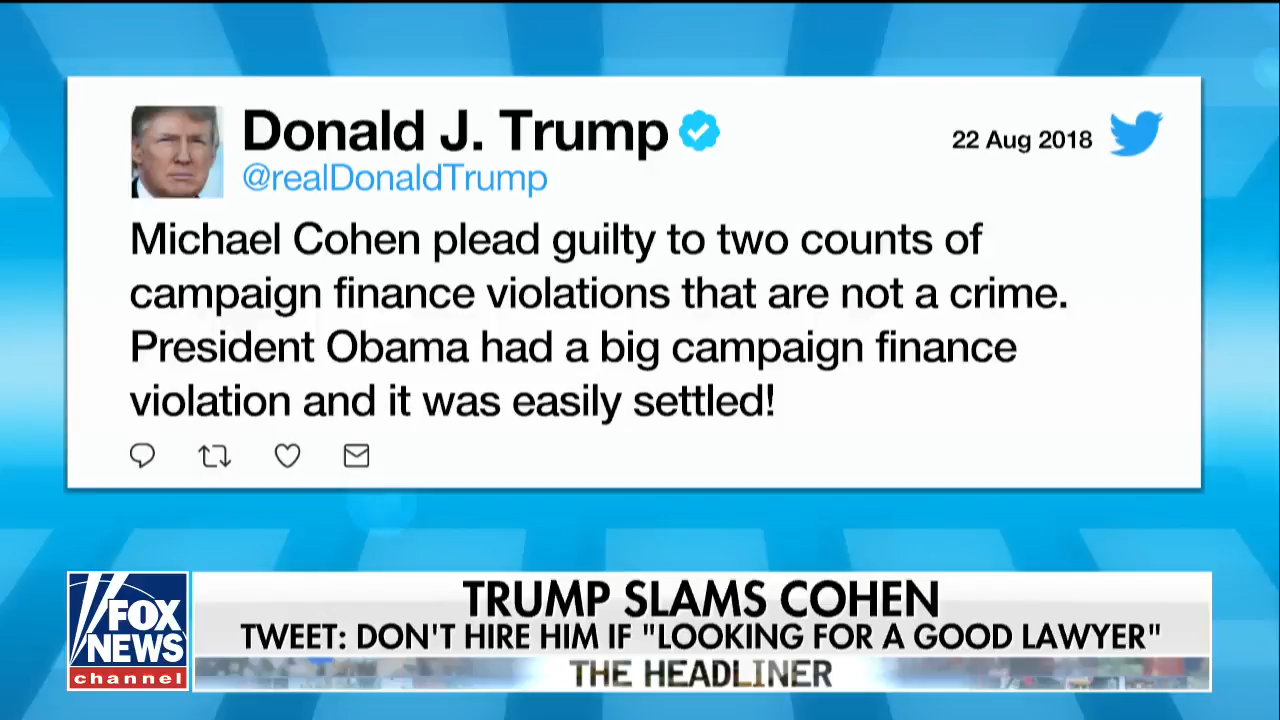 Donald J. Trump
@realDonaldTrump
22 Aug 2018
Michael Cohen plead guilty to two counts of
campaign finance violations that are not a crime.
President Obama had a big campaign finance
violation and it was easily settled!
FOX
NEWS
channel
TRUMP SLAMS COHEN
TWEET: DON'T HIRE HIM IF "LOOKING FOR A GOOD LAWYER"
THE HEADLINER